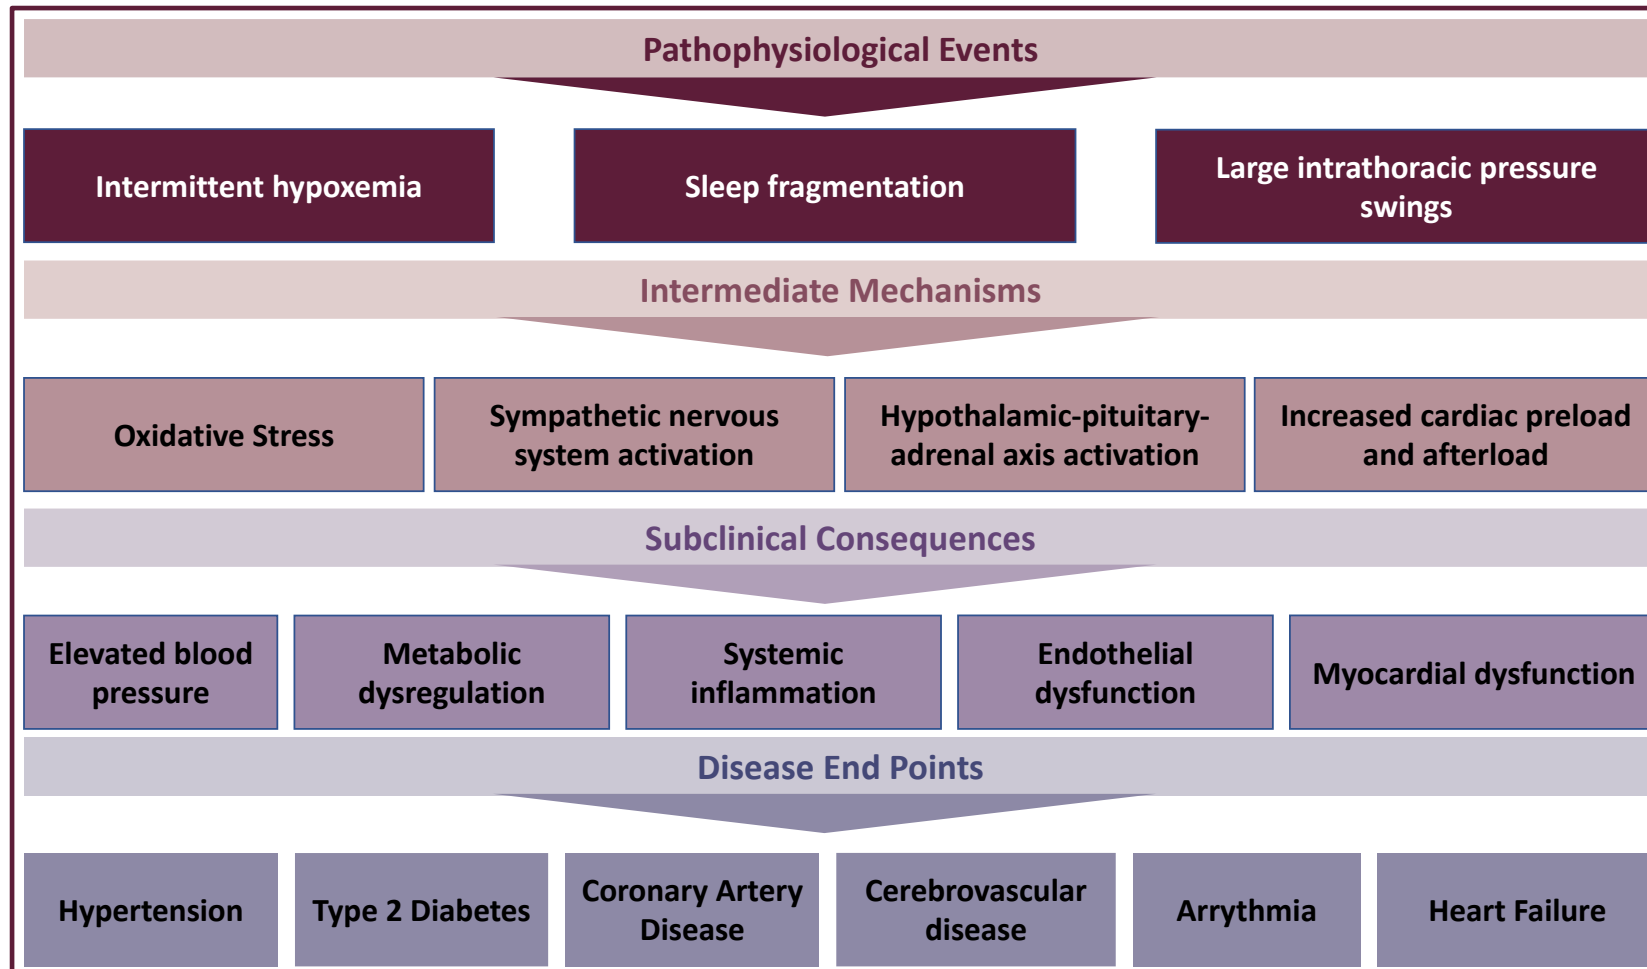 Pathophysiological Events
Intermittent hypoxemia
Sleep fragmentation
Large intrathoracic pressure
swings
Intermediate Mechanisms
Oxidative Stress
Sympathetic nervous
system activation
Hypothalamic-pituitary-
adrenal axis activation
Increased cardiac preload
and afterload
Subclinical Consequences
Elevated blood
pressure
Metabolic
dysregulation
Systemic
inflammation
Endothelial
dysfunction
Myocardial dysfunction
Disease End Points
Hypertension
Type 2 Diabetes
Coronary Artery
Disease
Cerebrovascular
disease
Arrythmia
Heart Failure